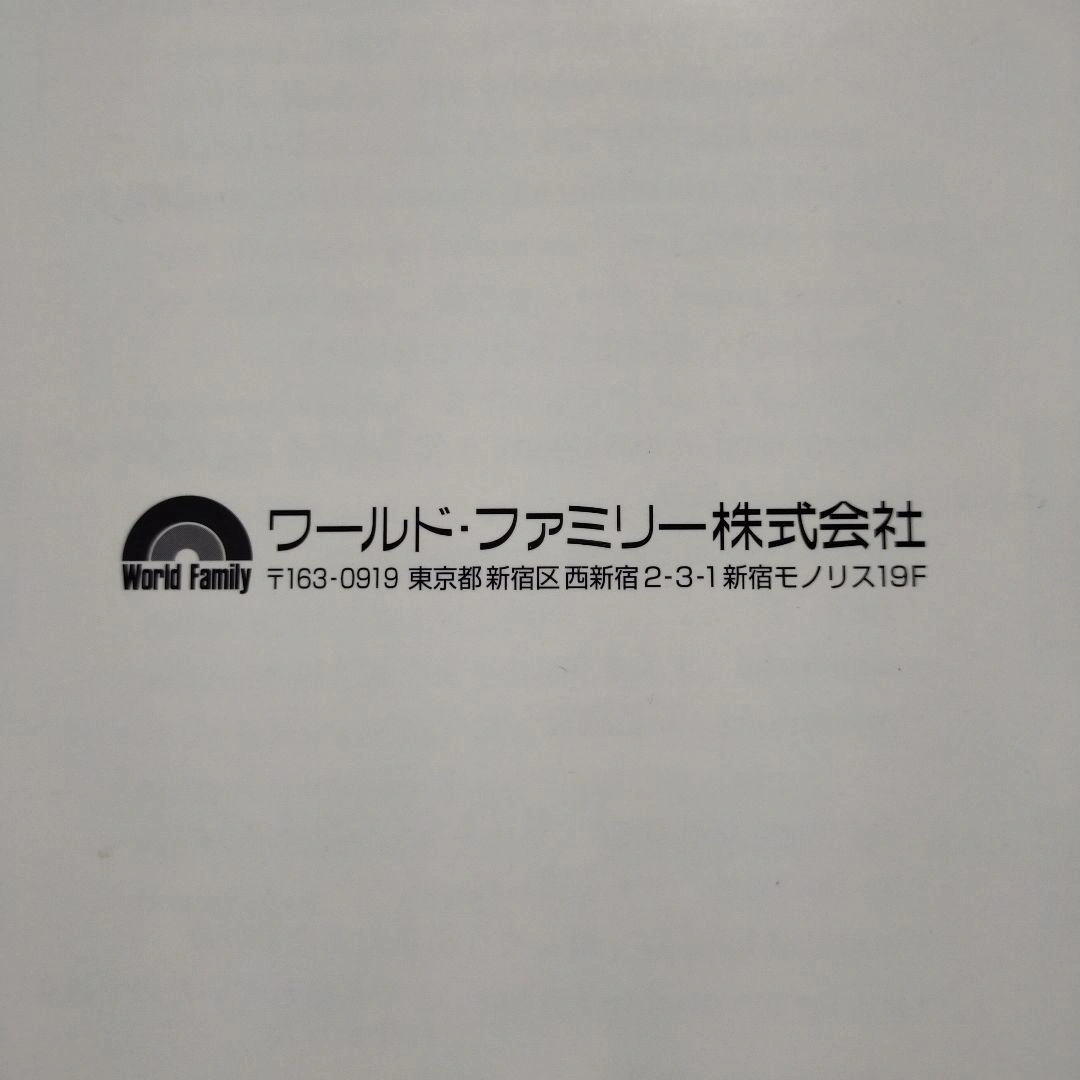 ワールド・ファミリー株式会社
World Family
〒163-0919 東京都新宿区西新宿2-3-1新宿モノリス19F